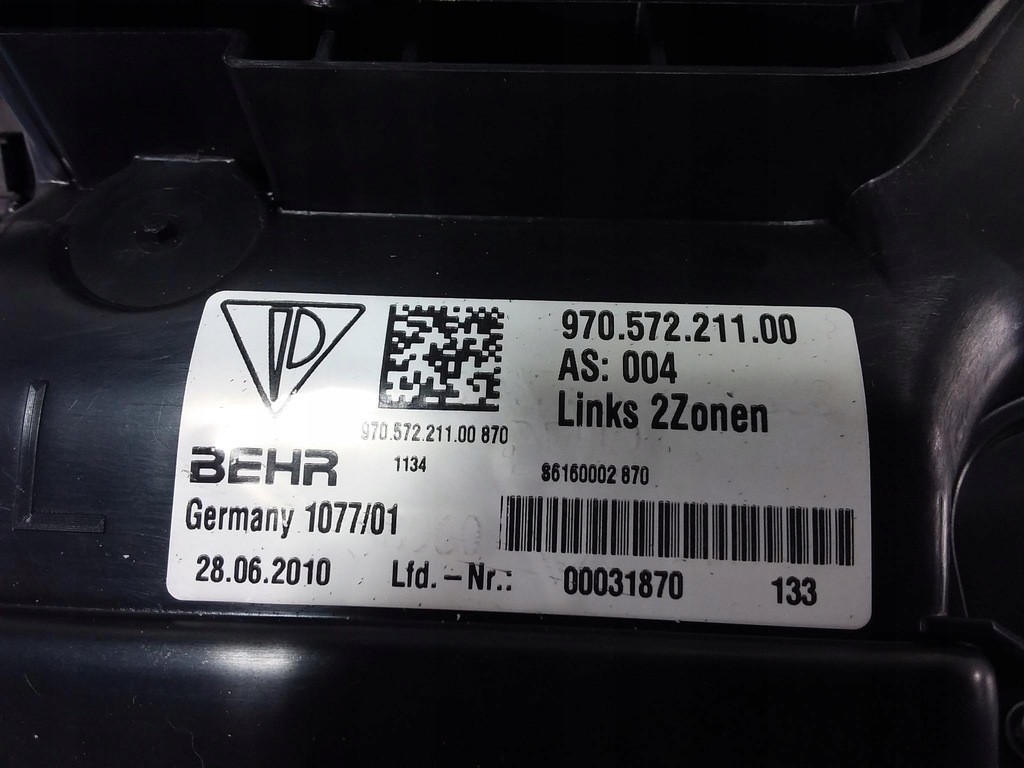 970.572.211.00
AS: 004
Links 2Zonen
970.572.211.00 870
1134
BEHR
86160002 870
Germany 1077/01
28.06.2010 Lfd.-Nr.: 00031870 133
L